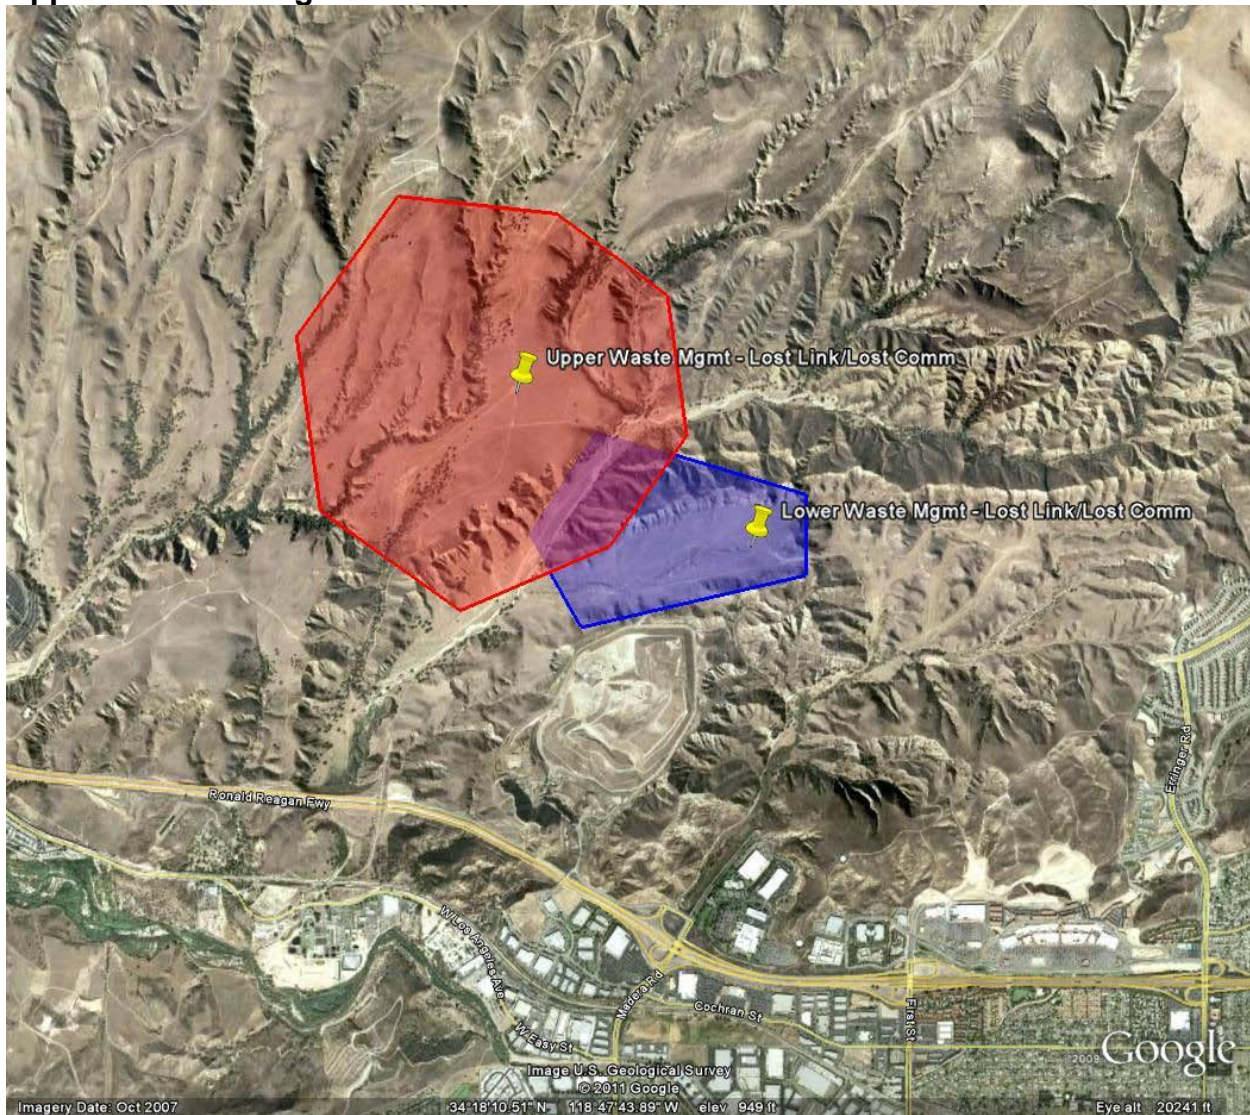 Upper Waste Mgmt - Lost Link/Lost Comm
Lower Waste Mgmt - Lost Link/Lost Comm
Erringer Rd
Ronald Reagan Fwy
W Los Angeles Ave
Madera Rd
Cochran St
First St
W Easy St
2009 Google
Image U.S. Geological Survey
© 2011 Google
Imagery Date: Oct 2007 34°18'10.51" N 118°47'43.89" W elev 949 ft Eye alt 20241 ft